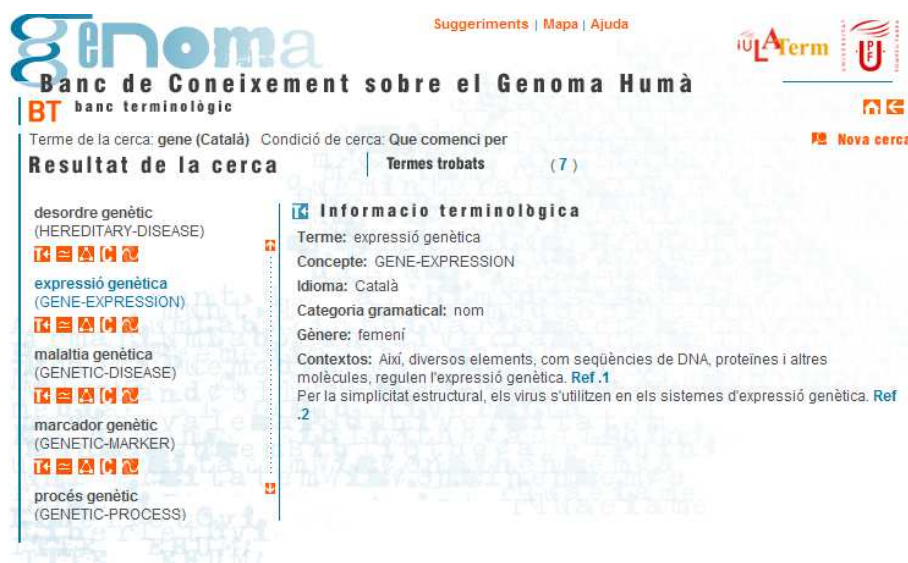 Suggeriments | Mapa | Ajuda
genoma
IULATerm
UPF
Banc de Coneixement sobre el Genoma Humà
BT banc terminològic
Terme de la cerca: gene (Català) Condició de cerca: Que comenci per
Nova cerca
Resultat de la cerca
Termes trobats (7)
desordre genètic
(HEREDITARY-DISEASE)
expressió genètica
(GENE-EXPRESSION)
malaltia genètica
(GENETIC-DISEASE)
marcador genètic
(GENETIC-MARKER)
procés genètic
(GENETIC-PROCESS)
Informacio terminològica
Terme: expressió genètica
Concepte: GENE-EXPRESSION
Idioma: Català
Categoria gramatical: nom
Gènere: femení
Contextos: Així, diversos elements, com seqüències de DNA, proteïnes i altres
molècules, regulen l'expressió genètica. Ref .1
Per la simplicitat estructural, els virus s'utilitzen en els sistemes d'expressió genètica. Ref
.2